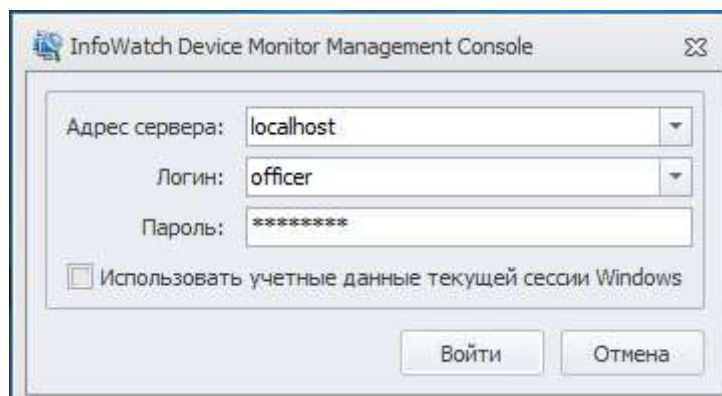 InfoWatch Device Monitor Management Console
Адрес сервера: localhost
Логин: officer
Пароль: ********
Использовать учетные данные текущей сессии Windows
Войти Отмена